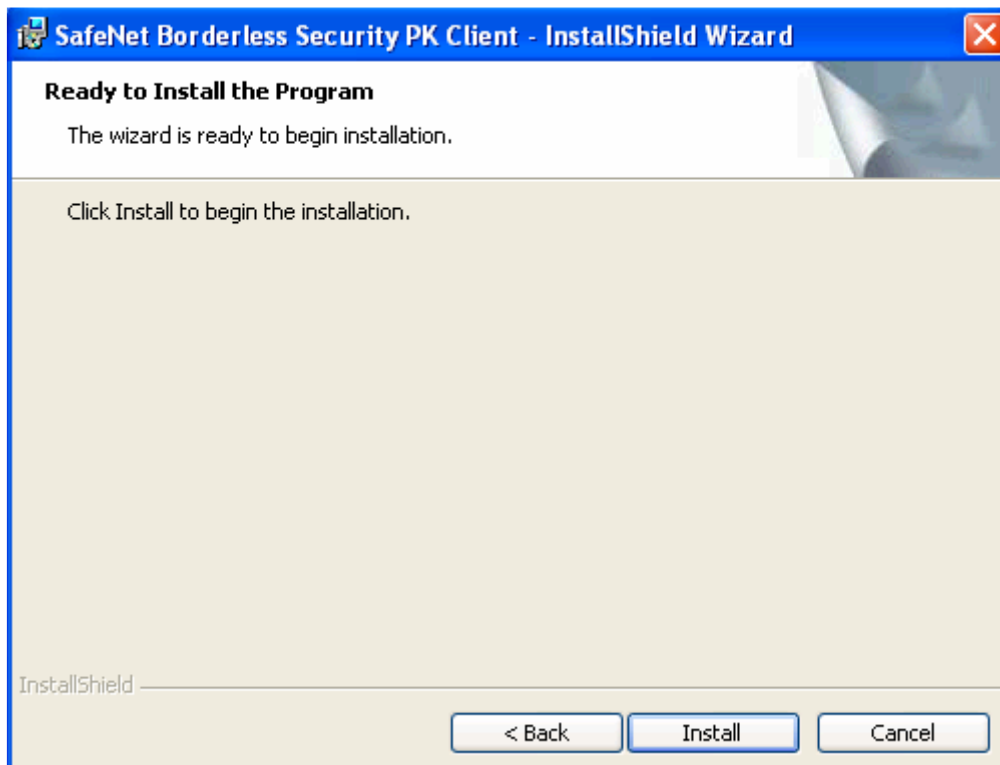 SafeNet Borderless Security PK Client - InstallShield Wizard
Ready to Install the Program
The wizard is ready to begin installation.
Click Install to begin the installation.
InstallShield
< Back Install Cancel